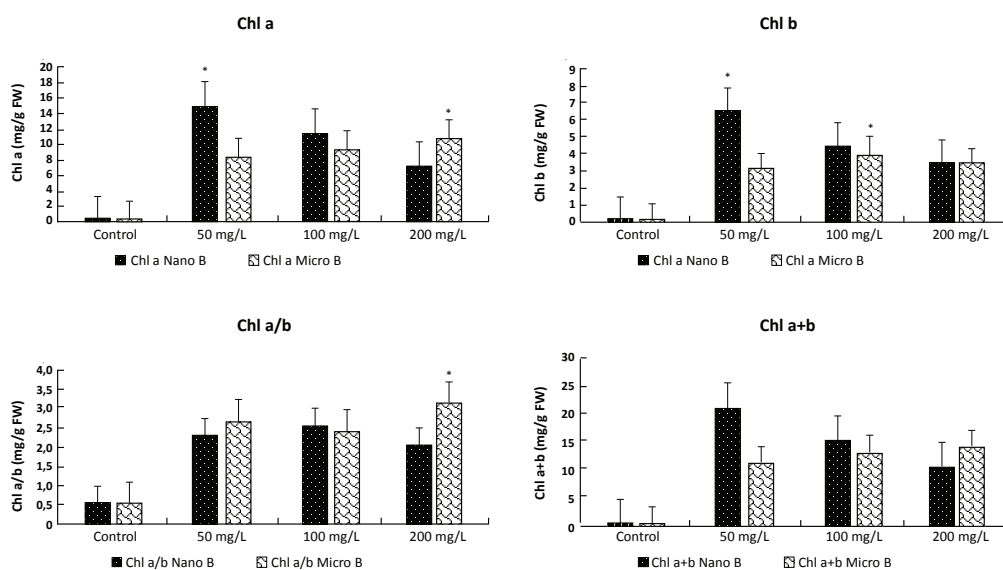 Chl a
Chl a (mg/g FW)
20
18
16
14
12
10
8
6
4
2
0
*
*
Control 50 mg/L 100 mg/L 200 mg/L
Chl a Nano B Chl a Micro B
Chl b
Chl b (mg/g FW)
9
8
7
6
5
4
3
2
1
0
*
*
Control 50 mg/L 100 mg/L 200 mg/L
Chl a Nano B Chl a Micro B
Chl a/b
Chl a/b (mg/g FW)
4,0
3,5
3,0
2,5
2,0
1,5
1,0
0,5
0
*
Control 50 mg/L 100 mg/L 200 mg/L
Chl a/b Nano B Chl a/b Micro B
Chl a+b
Chl a+b (mg/g FW)
30
25
20
15
10
5
0
Control 50 mg/L 100 mg/L 200 mg/L
Chl a+b Nano B Chl a+b Micro B